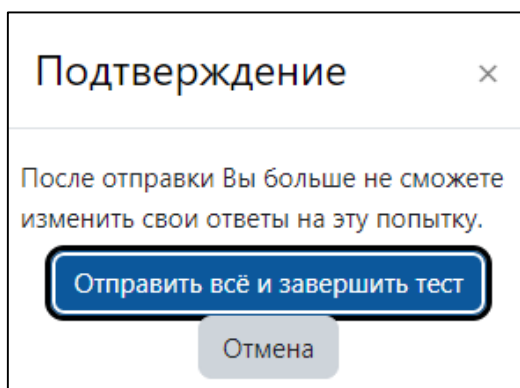 Подтверждение ×
После отправки Вы больше не сможете
изменить свои ответы на эту попытку.
Отправить всё и завершить тест
Отмена